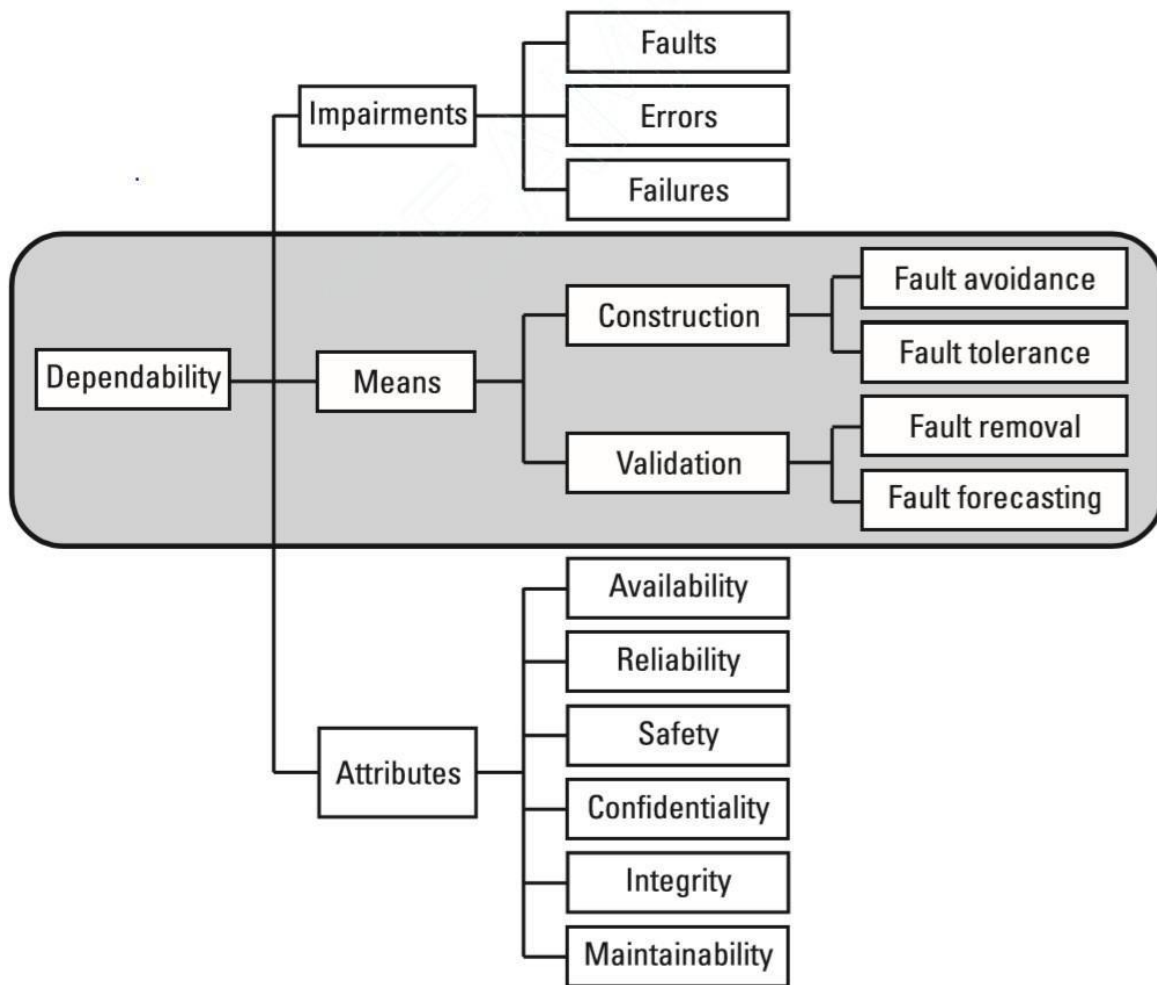 Faults
Impairments
Errors
Failures
Fault avoidance
Construction
Fault tolerance
Dependability
Means
Fault removal
Validation
Fault forecasting
Availability
Reliability
Safety
Attributes
Confidentiality
Integrity
Maintainability